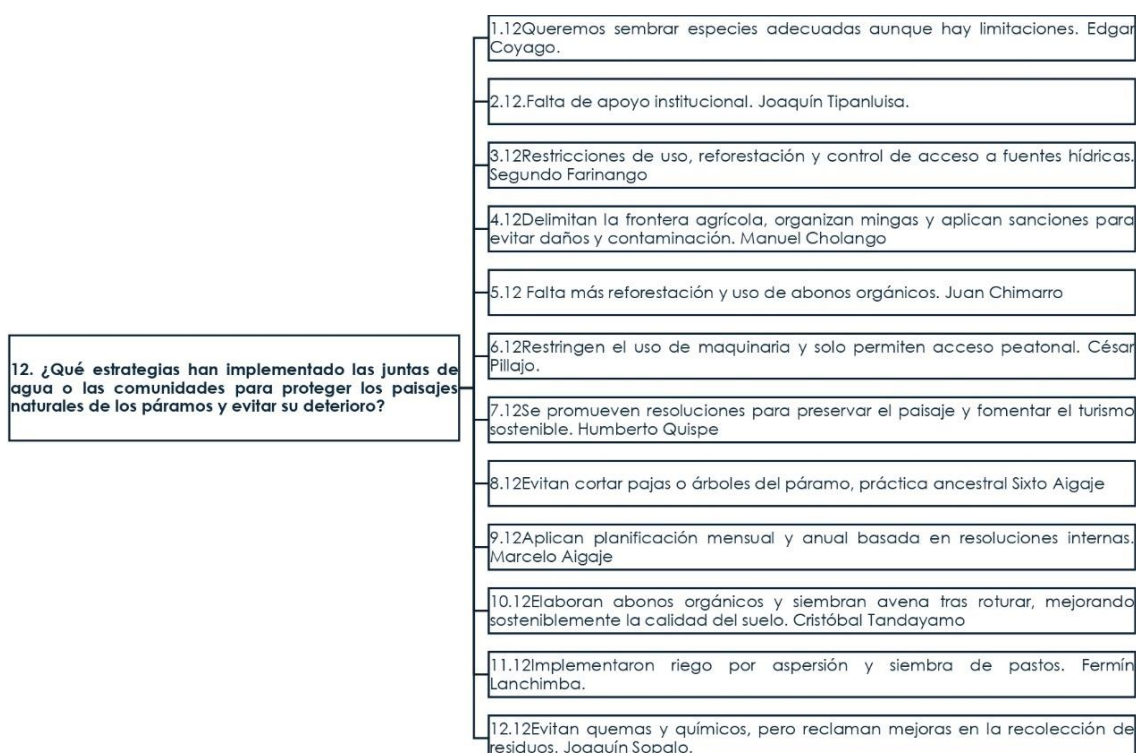 12. ¿Qué estrategias han implementado las juntas de
agua o las comunidades para proteger los paisajes
naturales de los páramos y evitar su deterioro?
1.12Queremos sembrar especies adecuadas aunque hay limitaciones. Edgar
Coyago.
2.12.Falta de apoyo institucional. Joaquín Tipanluisa.
3.12Restricciones de uso, reforestación y control de acceso a fuentes hídricas.
Segundo Farinango
4.12Delimitan la frontera agrícola, organizan mingas y aplican sanciones para
evitar daños y contaminación. Manuel Cholango
5.12 Falta más reforestación y uso de abonos orgánicos. Juan Chimarro
6.12Restringen el uso de maquinaria y solo permiten acceso peatonal. César
Pillajo.
7.12Se promueven resoluciones para preservar el paisaje y fomentar el turismo
sostenible. Humberto Quispe
8.12Evitan cortar pajas o árboles del páramo, práctica ancestral Sixto Aigaje
9.12Aplican planificación mensual y anual basada en resoluciones internas.
Marcelo Aigaje
10.12Elaboran abonos orgánicos y siembran avena tras roturar, mejorando
sosteniblemente la calidad del suelo. Cristóbal Tandayamo
11.12Implementaron riego por aspersión y siembra de pastos. Fermín
Lanchimba.
12.12Evitan quemas y químicos, pero reclaman mejoras en la recolección de
residuos. Joaquín Sopalo.